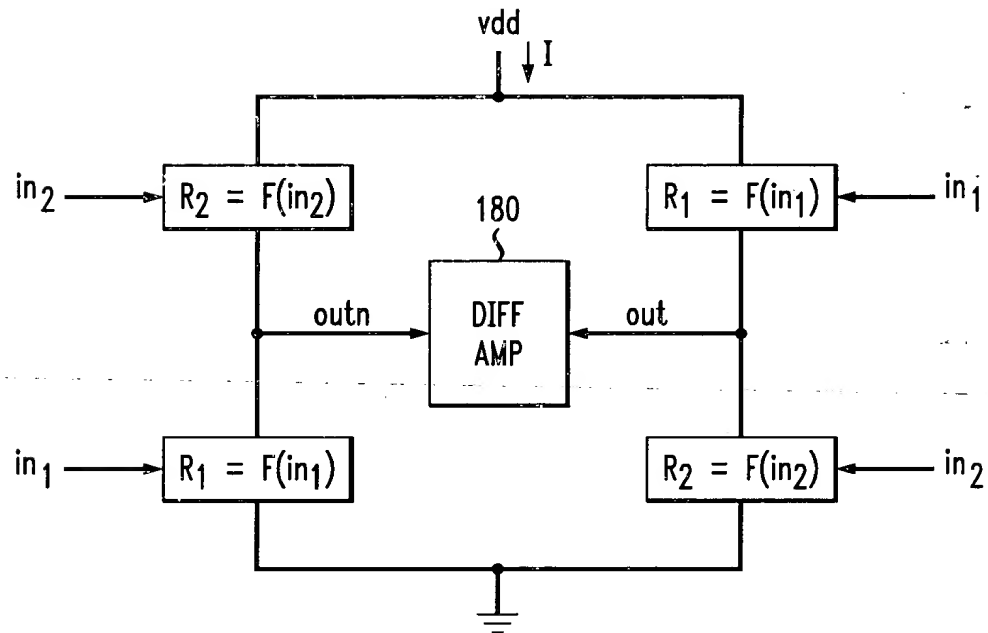 vdd
I
in₂
R₂ = F(in₂)
R₁ = F(in₁)
in₁
180
outn
DIFF
AMP
out
in₁
R₁ = F(in₁)
R₂ = F(in₂)
in₂